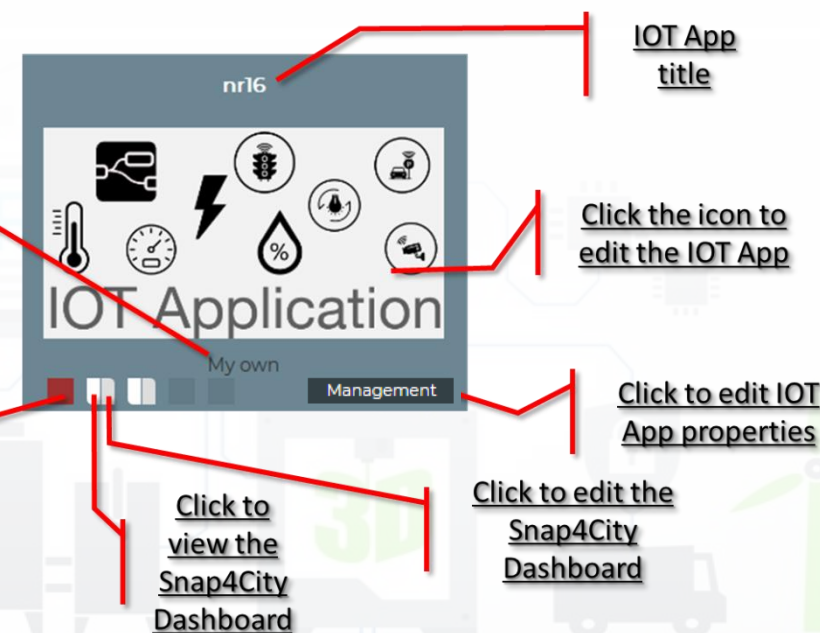 IOT App
title
nr16
Click the icon to
edit the IOT App
%
IOT Application
My own
Management
Click to edit IOT
App properties
Click to edit the
Snap4City
Dashboard
Click to
view the
Snap4City
Dashboard
3D